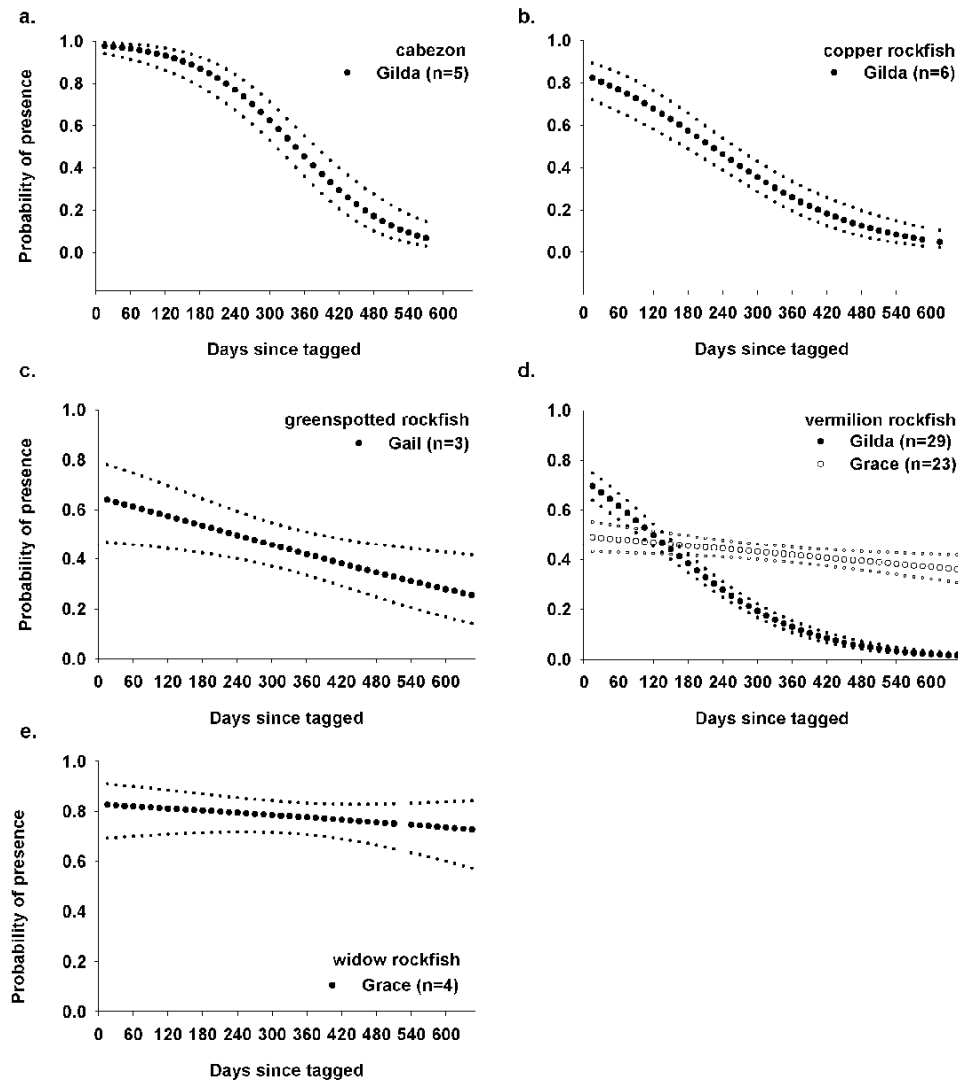 a.
cabezon
Gilda (n=5)
Probability of presence
1.0
0.8
0.6
0.4
0.2
0.0
0 60 120 180 240 300 360 420 480 540 600
Days since tagged
b.
copper rockfish
Gilda (n=6)
1.0
0.8
0.6
0.4
0.2
0.0
0 60 120 180 240 300 360 420 480 540 600
Days since tagged
c.
greenspotted rockfish
Gail (n=3)
Probability of presence
1.0
0.8
0.6
0.4
0.2
0.0
0 60 120 180 240 300 360 420 480 540 600
Days since tagged
d.
vermilion rockfish
Gilda (n=29)
Grace (n=23)
1.0
0.8
0.6
0.4
0.2
0.0
0 60 120 180 240 300 360 420 480 540 600
Days since tagged
e.
Probability of presence
1.0
0.8
0.6
0.4
0.2
0.0
widow rockfish
Grace (n=4)
0 60 120 180 240 300 360 420 480 540 600
Days since tagged